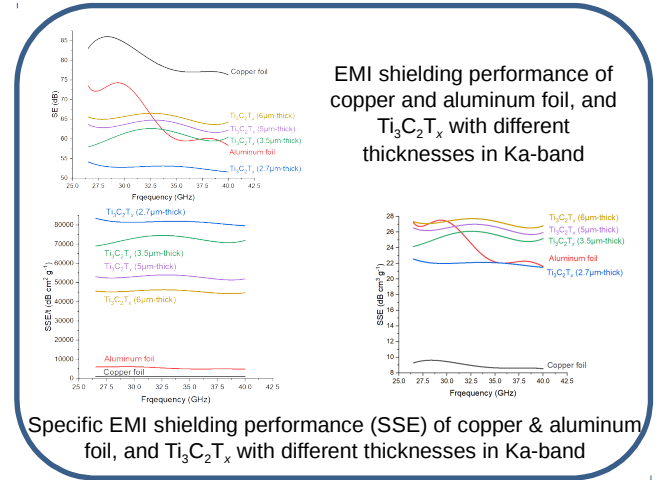 85
80
75
70
65
60
55
50
SE (dB)
25.0 27.5 30.0 32.5 35.0 37.5 40.0 42.5
Frqequency (GHz)
Copper foil
Ti₃C₂Tₓ (6μm-thick)
Ti₃C₂Tₓ (5μm-thick)
Ti₃C₂Tₓ (3.5μm-thick)
Aluminum foil
Ti₃C₂Tₓ (2.7μm-thick)
EMI shielding performance of
copper and aluminum foil, and
Ti₃C₂Tₓ with different
thicknesses in Ka-band
80000
70000
60000
50000
40000
30000
20000
10000
0
SSE/t (dB cm² g⁻¹)
Ti₃C₂Tₓ (2.7μm-thick)
Ti₃C₂Tₓ (3.5μm-thick)
Ti₃C₂Tₓ (5μm-thick)
Ti₃C₂Tₓ (6μm-thick)
Aluminum foil
Copper foil
25.0 27.5 30.0 32.5 35.0 37.5 40.0 42.5
Frqequency (GHz)
28
26
24
22
20
18
16
14
12
10
8
SSE (dB cm³ g⁻¹)
Ti₃C₂Tₓ (6μm-thick)
Ti₃C₂Tₓ (5μm-thick)
Ti₃C₂Tₓ (3.5μm-thick)
Aluminum foil
Ti₃C₂Tₓ (2.7μm-thick)
Copper foil
25.0 27.5 30.0 32.5 35.0 37.5 40.0 42.5
Frqequency (GHz)
Specific EMI shielding performance (SSE) of copper & aluminum
foil, and Ti₃C₂Tₓ with different thicknesses in Ka-band